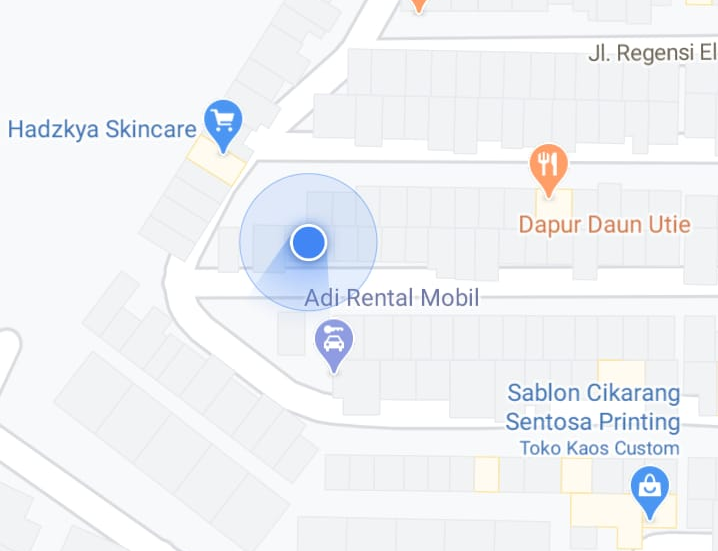 Jl. Regensi El
Hadzkya Skincare
Dapur Daun Utie
Adi Rental Mobil
Sablon Cikarang
Sentosa Printing
Toko Kaos Custom